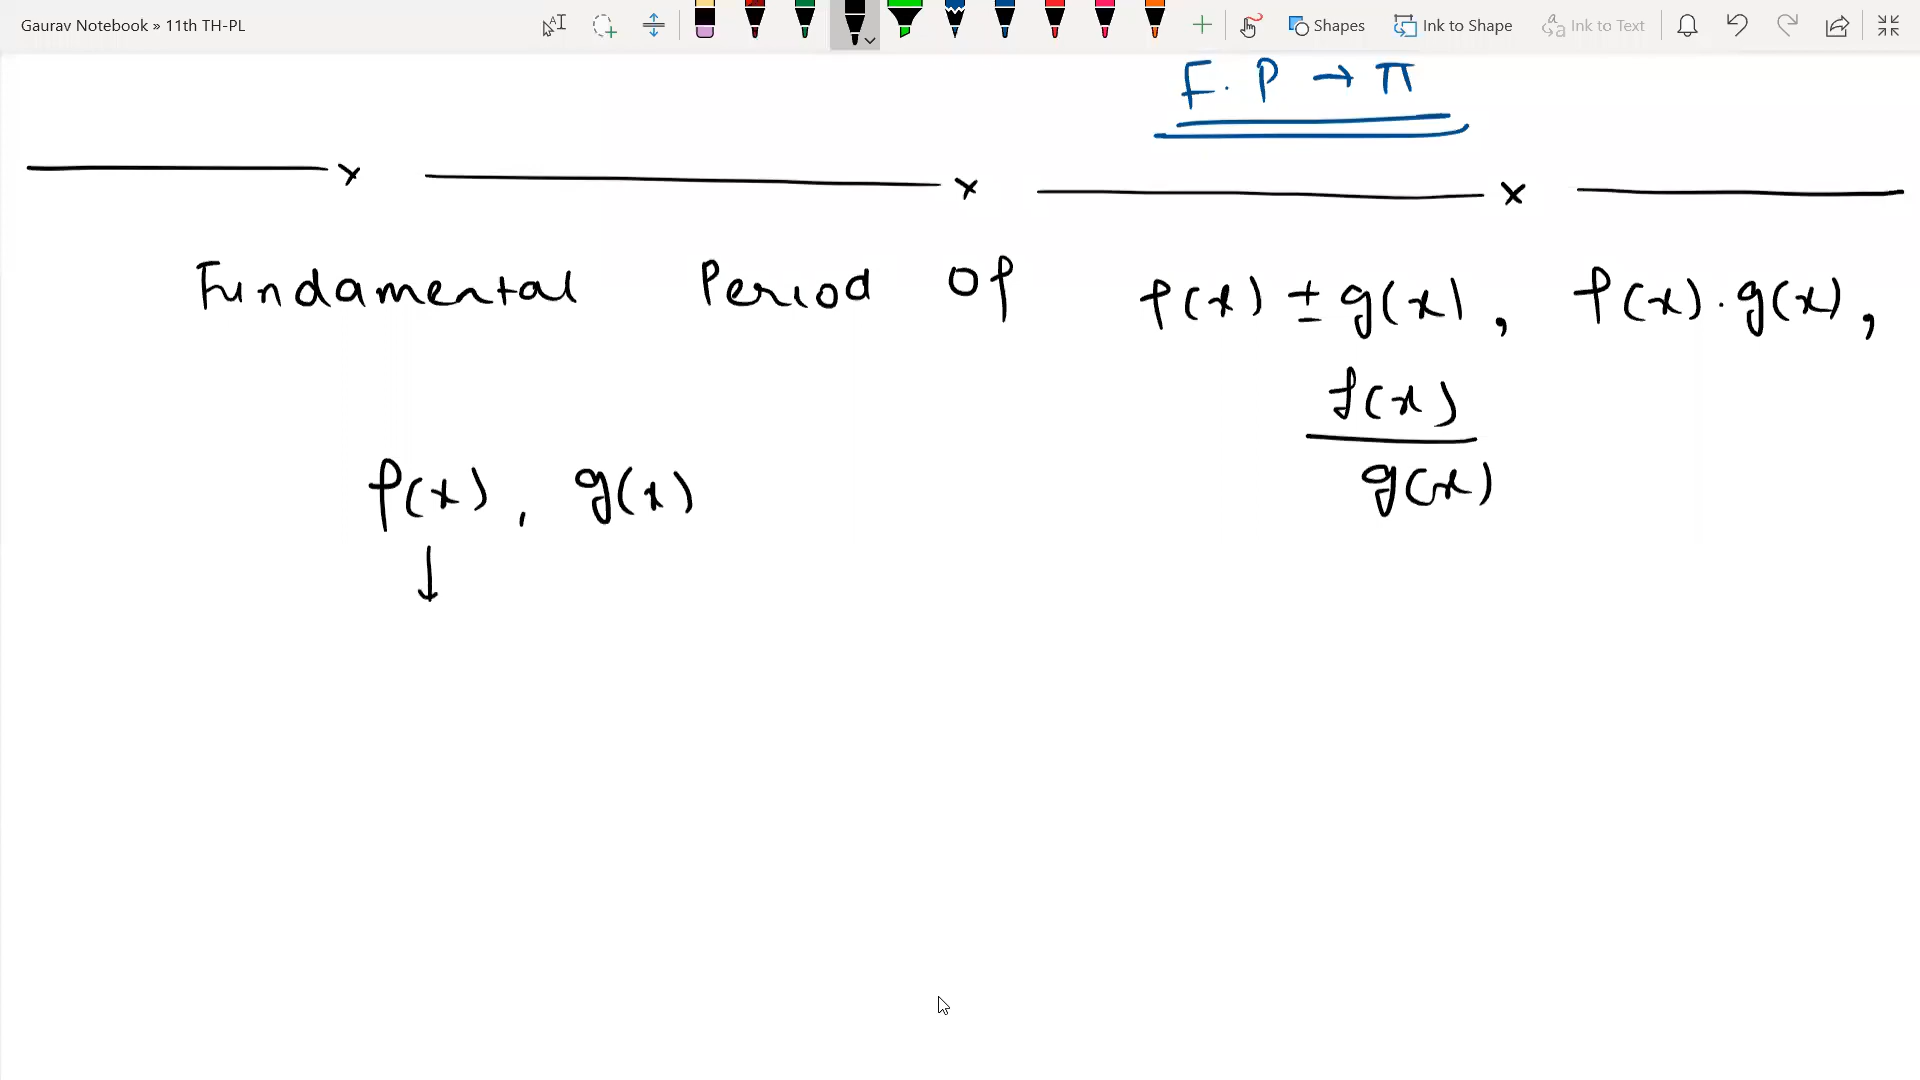 Gaurav Notebook » 11th TH-PL
Shapes
Ink to Shape
Ink to Text
F.P → π
x x x
Fundamental Period Of f(x) ± g(x), f(x) . g(x),
f(x)
g(x)
f(x), g(x)
↓